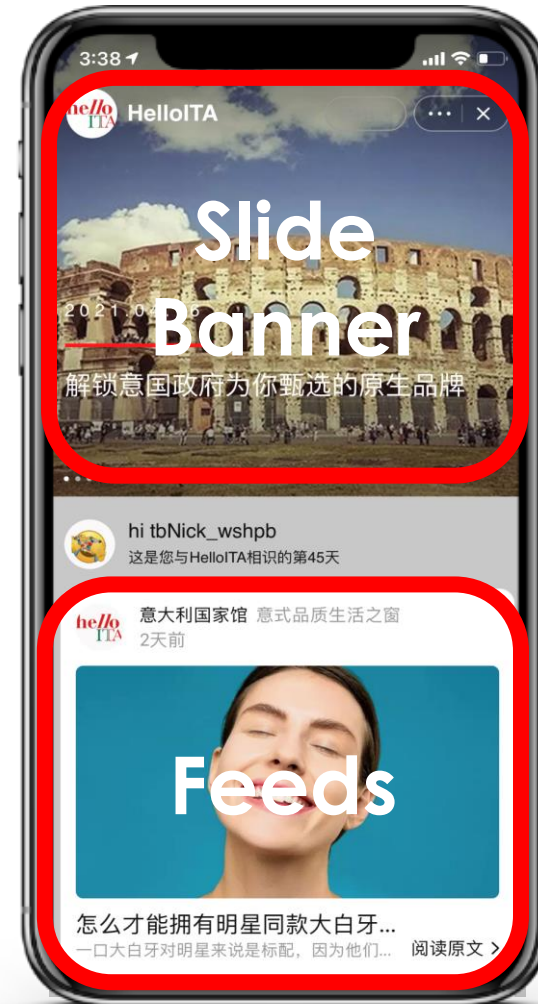 3:38
hello
ITA
HelloITA
Slide
Banner
解锁意国政府为你甄选的原生品牌
hi tbNick_wshpb
这是您与HelloITA相识的第45天
hello
ITA
意大利国家馆 意式品质生活之窗
2天前
Feeds
怎么才能拥有明星同款大白牙...
一口大白牙对明星来说是标配，因为他们... 阅读原文